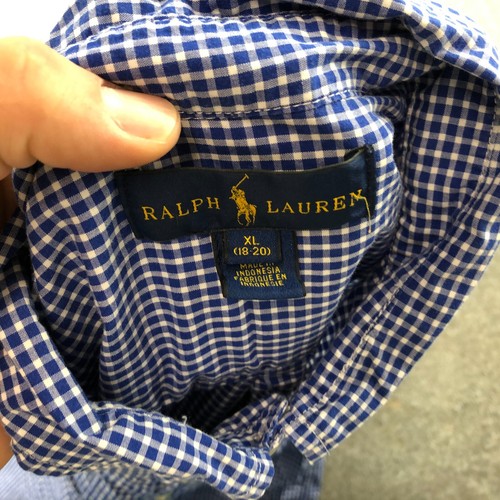 RALPH LAUREN
XL
(18-20)
MADE IN
INDONESIA
FABRIQUE EN
INDONESIE